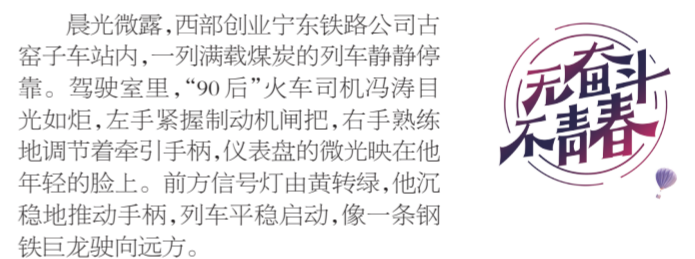 晨光微露，西部创业宁东铁路公司古
窑子车站内，一列满载煤炭的列车静静停
靠。驾驶室里，“90后”火车司机冯涛目
光如炬，左手紧握制动机闸把，右手熟练
地调节着牵引手柄，仪表盘的微光映在他
年轻的脸上。前方信号灯由黄转绿，他沉
稳地推动手柄，列车平稳启动，像一条钢
铁巨龙驶向远方。
无奋斗
不青春